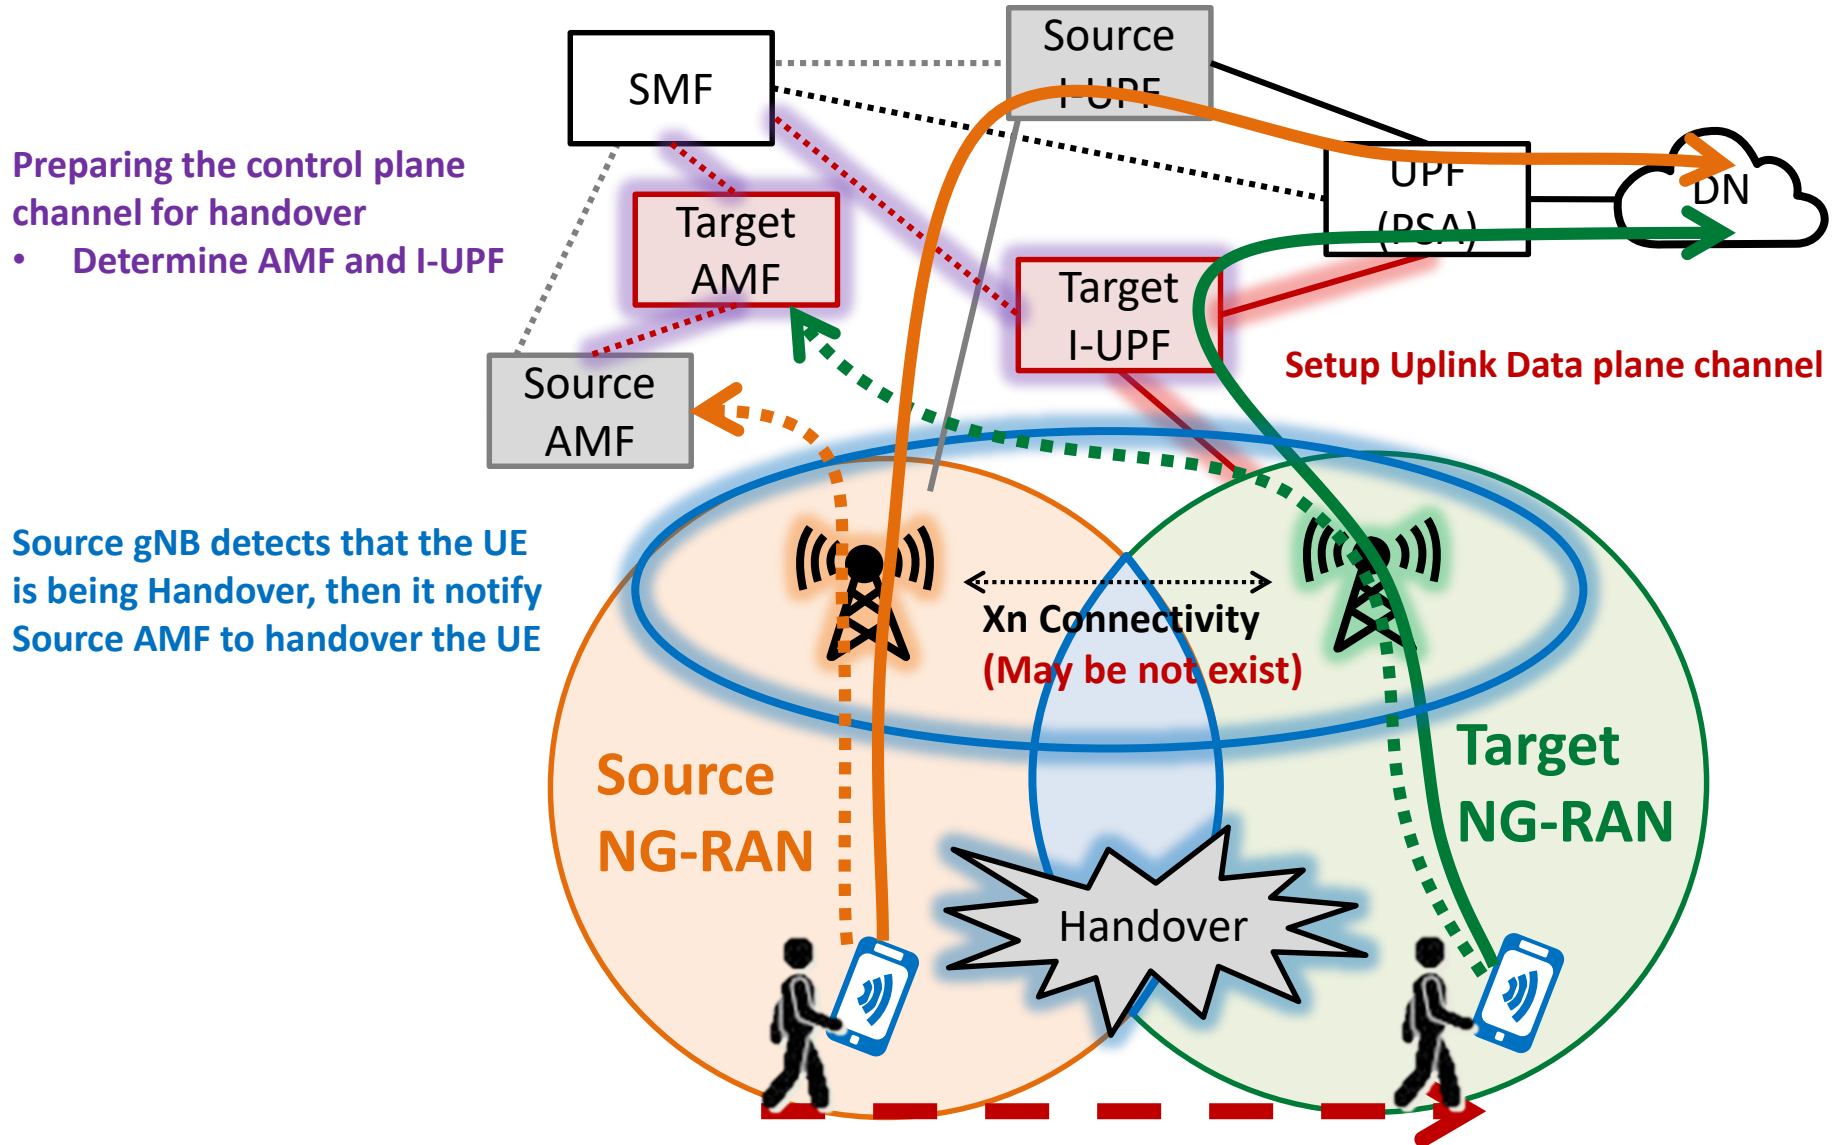 Source
I-UPF
SMF
UPF
(PSA)
DN
Preparing the control plane
channel for handover
• Determine AMF and I-UPF
Target
AMF
Target
I-UPF
Setup Uplink Data plane channel
Source
AMF
Source gNB detects that the UE
is being Handover, then it notify
Source AMF to handover the UE
Xn Connectivity
(May be not exist)
Source
NG-RAN
Target
NG-RAN
Handover